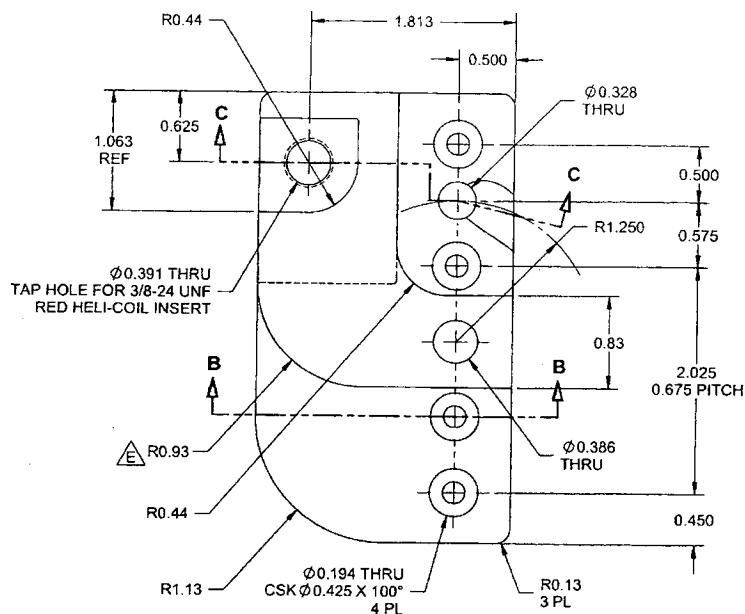 R0.44
1.813
0.500
Ø0.328
THRU
C
0.625
1.063
REF
0.500
C
R1.250
0.575
Ø0.391 THRU
TAP HOLE FOR 3/8-24 UNF
RED HELI-COIL INSERT
0.83
2.025
0.675 PITCH
B
B
E R0.93
Ø0.386
THRU
R0.44
0.450
R1.13
Ø0.194 THRU
CSK Ø0.425 X 100°
4 PL
R0.13
3 PL